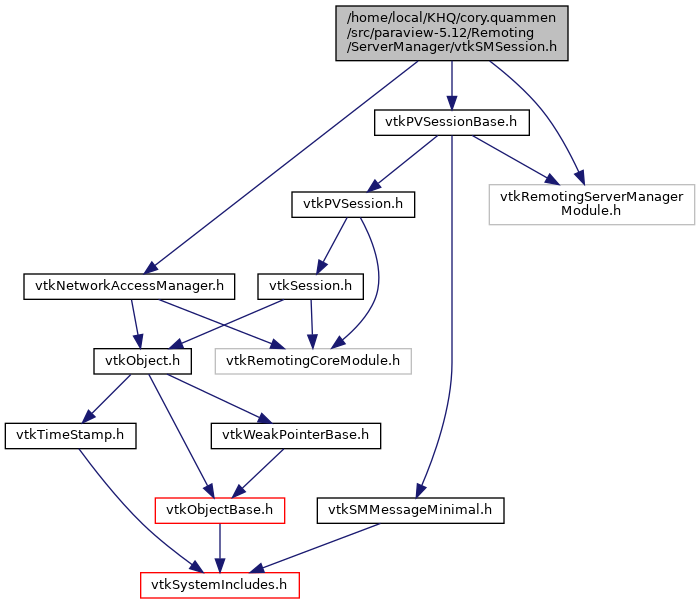 /home/local/KHQ/cory.quammen
/src/paraview-5.12/Remoting
/ServerManager/vtkSMSession.h
vtkPVSessionBase.h
vtkRemotingServerManager
Module.h
vtkPVSession.h
vtkNetworkAccessManager.h
vtkSession.h
vtkObject.h
vtkRemotingCoreModule.h
vtkTimeStamp.h
vtkWeakPointerBase.h
vtkObjectBase.h
vtkSMMessageMinimal.h
vtkSystemIncludes.h